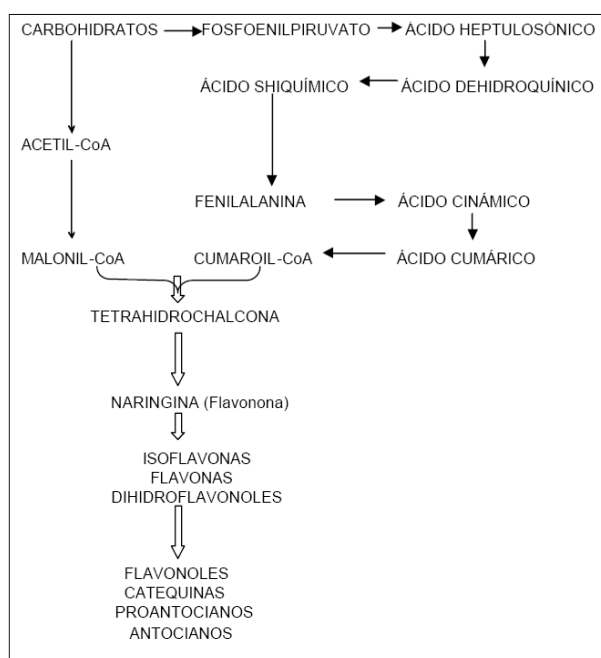 CARBOHIDRATOS FOSFOENILPIRUVATO ÁCIDO HEPTULOSÓNICO
ÁCIDO SHIQUÍMICO ÁCIDO DEHIDROQUÍNICO
ACETIL-CoA
FENILALANINA ÁCIDO CINÁMICO
MALONIL-CoA CUMAROIL-CoA ÁCIDO CUMÁRICO
TETRAHIDROCHALCONA
NARINGINA (Flavonona)
ISOFLAVONAS
FLAVONAS
DIHIDROFLAVONOLES
FLAVONOLES
CATEQUINAS
PROANTOCIANOS
ANTOCIANOS